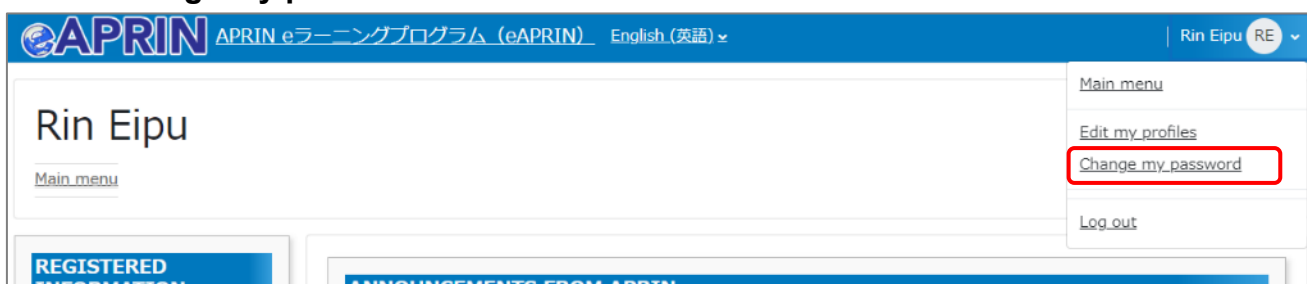 APRIN APRIN eラーニングプログラム（eAPRIN） English (英語) Rin Eipu RE
Main menu
Rin Eipu
Edit my profiles
Change my password
Main menu
Log out
REGISTERED